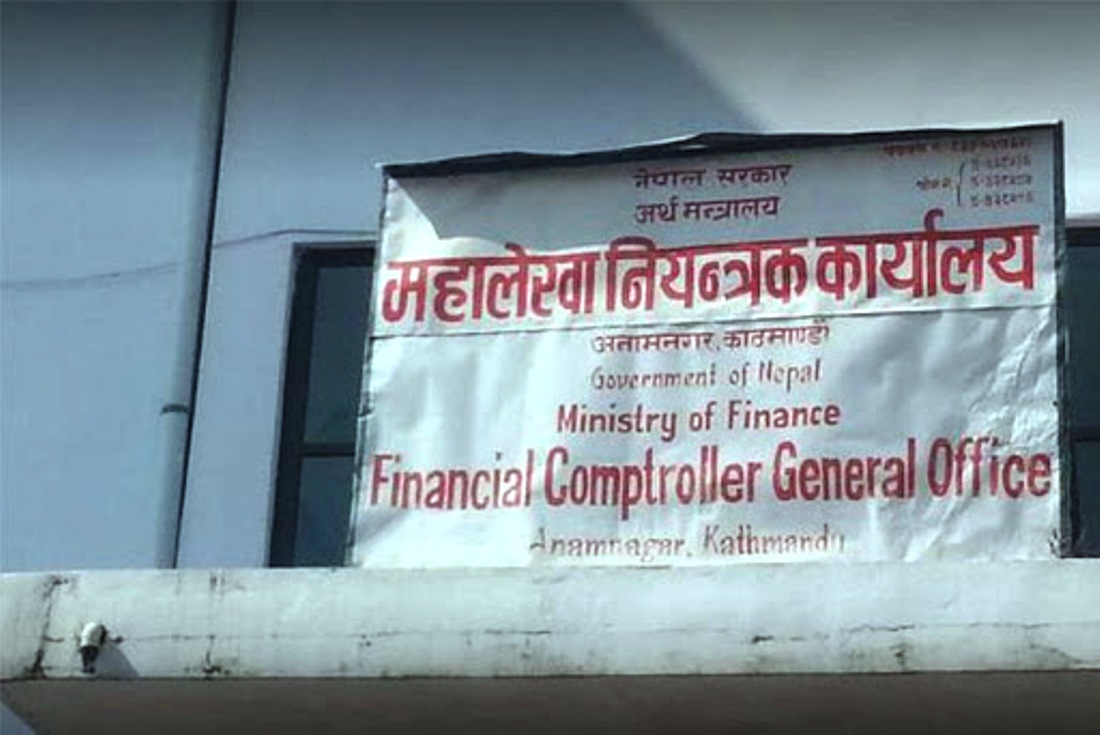 नेपाल सरकार
अर्थ मन्त्रालय
फोन नं.
महालेखा नियन्त्रक कार्यालय
अनामनगर, काठमाण्डौं
Government of Nepal
Ministry of Finance
Financial Comptroller General Office
Anamnagar, Kathmandu